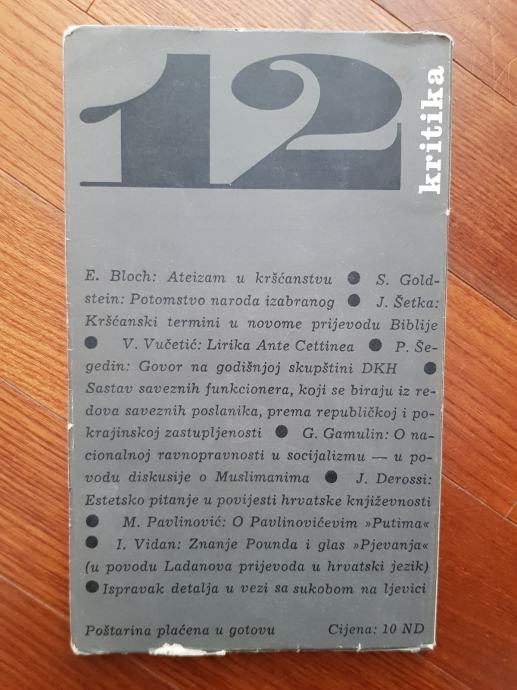 12
kritika
E. Bloch: Ateizam u kršćanstvu ● S. Gold-
stein: Potomstvo naroda izabranog ● J. Šetka:
Kršćanski termini u novome prijevodu Biblije
● V. Vučetić: Lirika Ante Cettinea ● P. Še-
gedin: Govor na godišnjoj skupštini DKH ●
Sastav saveznih funkcionera, koji se biraju iz re-
dova saveznih poslanika, prema republičkoj i po-
krajinskoj zastupljenosti ● G. Gamulin: O na-
cionalnoj ravnopravnosti u socijalizmu — u po-
vodu diskusije o Muslimanima ● J. Derossi:
Estetsko pitanje u povijesti hrvatske književnosti
● M. Pavlinović: O Pavlinovićevim »Putima«
● I. Vidan: Znanje Pounda i glas »Pjevanja«
(u povodu Ladanova prijevoda u hrvatski jezik)
● Ispravak detalja u vezi sa sukobom na ljevici
Poštarina plaćena u gotovu Cijena: 10 ND